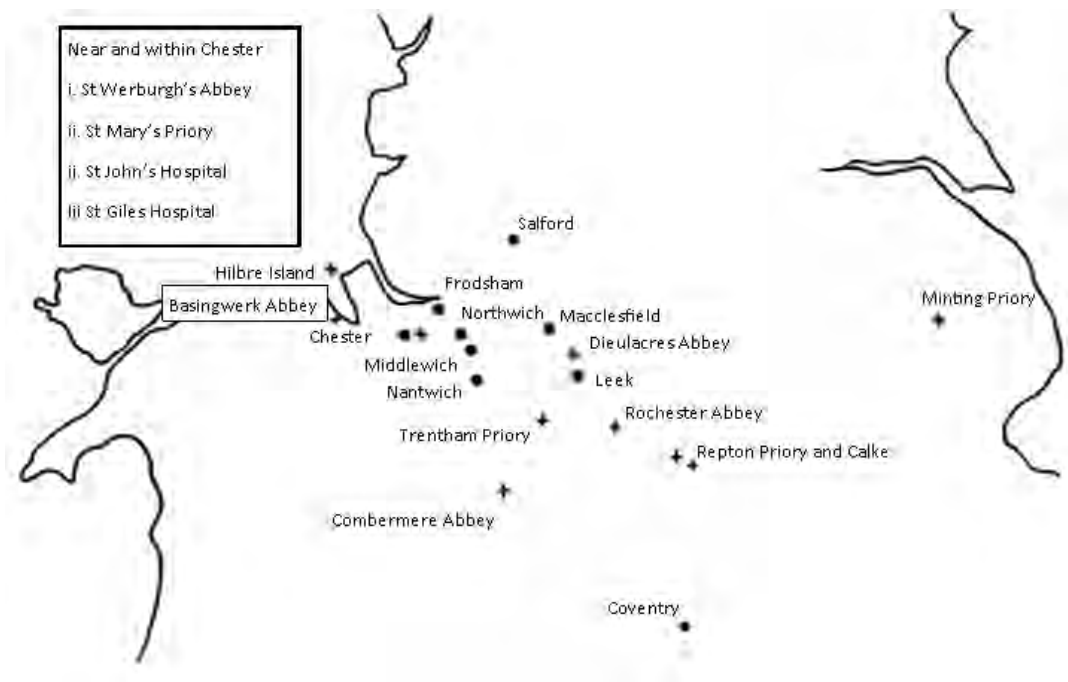 Near and within Chester
i. St Werburgh's Abbey
ii. St Mary's Priory
ii. St John's Hospital
Iii St Giles Hospital
Salford
Hilbre Island
Frodsham
Basingwerk Abbey
Northwich
Macclesfield
Minting Priory
Chester
Dieulacres Abbey
Middlewich
Leek
Nantwich
Rochester Abbey
Trentham Priory
Repton Priory and Calke
Combermere Abbey
Coventry